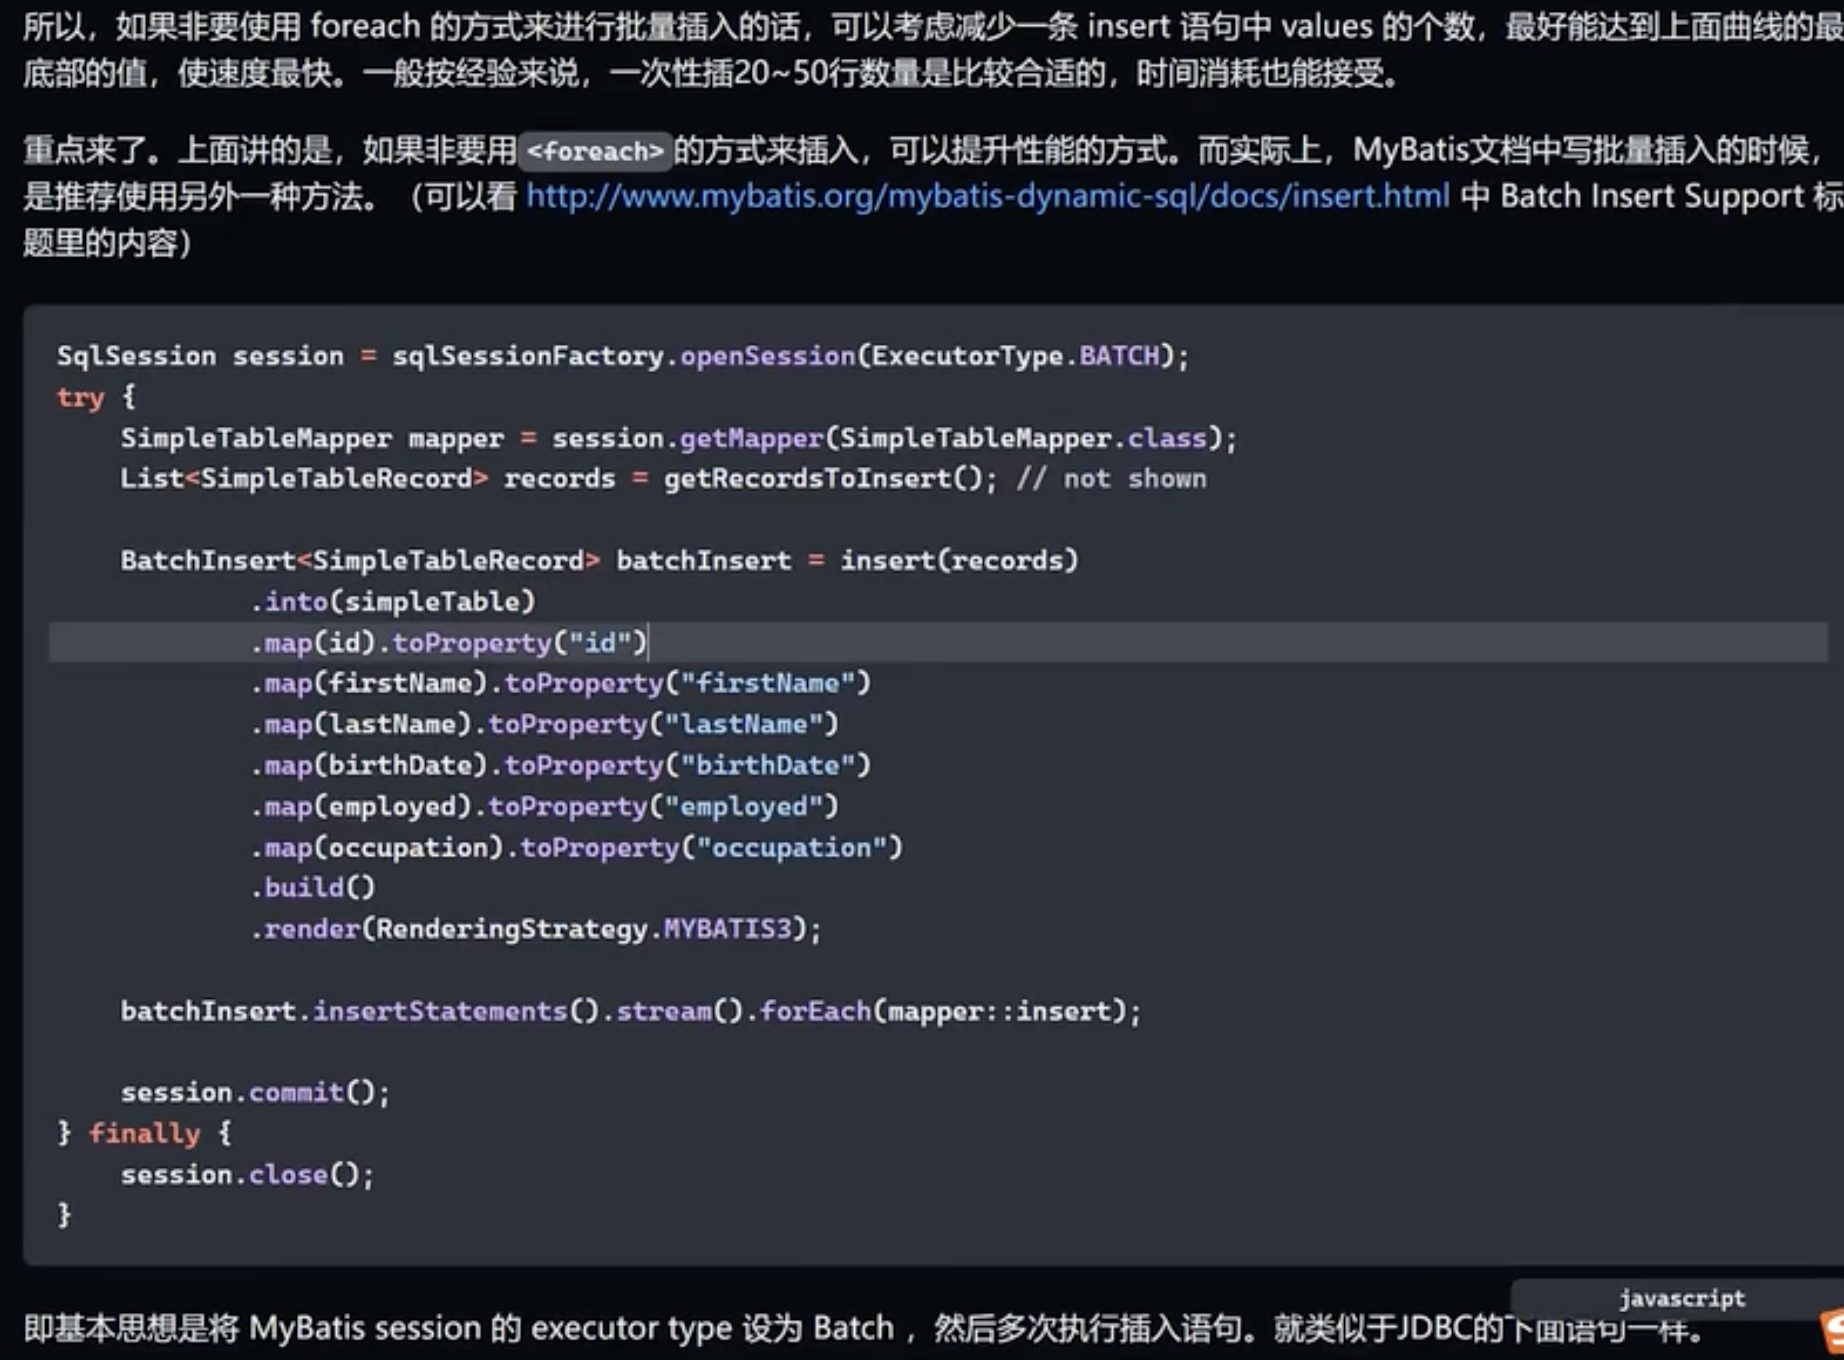 所以，如果非要使用 foreach 的方式来进行批量插入的话，可以考虑减少一条 insert 语句中 values 的个数，最好能达到上面曲线的最
底部的值，使速度最快。一般按经验来说，一次性插20~50行数量是比较合适的，时间消耗也能接受。
重点来了。上面讲的是，如果非要用<foreach>的方式来插入，可以提升性能的方式。而实际上，MyBatis文档中写批量插入的时候，
是推荐使用另外一种方法。（可以看 http://www.mybatis.org/mybatis-dynamic-sql/docs/insert.html 中 Batch Insert Support 标
题里的内容）
SqlSession session = sqlSessionFactory.openSession(ExecutorType.BATCH);
try {
    SimpleTableMapper mapper = session.getMapper(SimpleTableMapper.class);
    List<SimpleTableRecord> records = getRecordsToInsert(); // not shown
    BatchInsert<SimpleTableRecord> batchInsert = insert(records)
            .into(simpleTable)
            .map(id).toProperty("id")
            .map(firstName).toProperty("firstName")
            .map(lastName).toProperty("lastName")
            .map(birthDate).toProperty("birthDate")
            .map(employed).toProperty("employed")
            .map(occupation).toProperty("occupation")
            .build()
            .render(RenderingStrategy.MYBATIS3);
    batchInsert.insertStatements().stream().forEach(mapper::insert);
    session.commit();
} finally {
    session.close();
}
javascript
即基本思想是将 MyBatis session 的 executor type 设为 Batch ，然后多次执行插入语句。就类似于JDBC的下面语句一样。